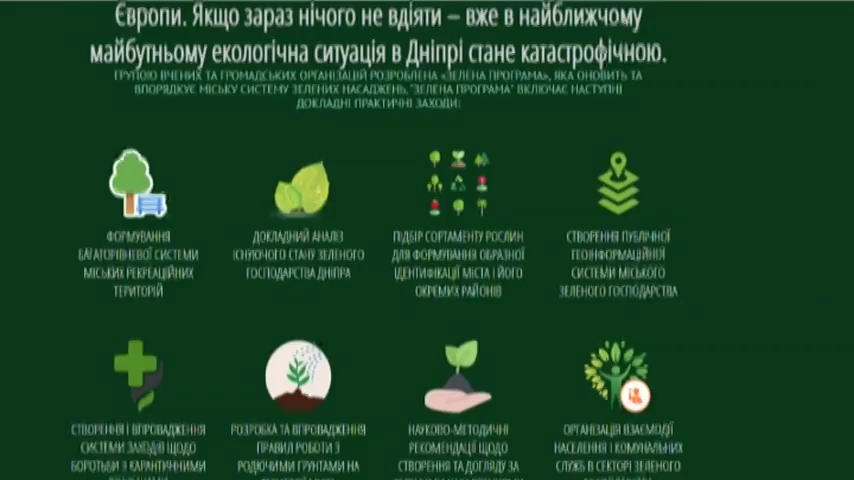 Європи. Якщо зараз нічого не вдіяти – вже в найближчому
майбутньому екологічна ситуація в Дніпрі стане катастрофічною.
ГРУПОЮ ВЧЕНИХ ТА ГРОМАДСЬКИХ ОРГАНІЗАЦІЙ РОЗРОБЛЕНА «ЗЕЛЕНА ПРОГРАМА», ЯКА ОНОВИТЬ ТА
ВПОРЯДКУЄ МІСЬКУ СИСТЕМУ ЗЕЛЕНИХ НАСАДЖЕНЬ. "ЗЕЛЕНА ПРОГРАМА" ВКЛЮЧАЄ НАСТУПНІ
ДОКЛАДНІ ПРАКТИЧНІ ЗАХОДИ:
ФОРМУВАННЯ
БАГАТОРІВНЕВОЇ СИСТЕМИ
МІСЬКИХ РЕКРЕАЦІЙНИХ
ТЕРИТОРІЙ
ДОКЛАДНИЙ АНАЛІЗ
ІСНУЮЧОГО СТАНУ ЗЕЛЕНОГО
ГОСПОДАРСТВА ДНІПРА
ПІДБІР СОРТАМЕНТУ РОСЛИН
ДЛЯ ФОРМУВАННЯ ОБРАЗНОЇ
ІДЕНТИФІКАЦІЇ МІСТА І ЙОГО
ОКРЕМИХ РАЙОНІВ
СТВОРЕННЯ ПУБЛІЧНОЇ
ГЕОІНФОРМАЦІЙНОЇ
СИСТЕМИ МІСЬКОГО
ЗЕЛЕНОГО ГОСПОДАРСТВА
СТВОРЕННЯ І ВПРОВАДЖЕННЯ
СИСТЕМИ ЗАХОДІВ ЩОДО
БОРОТЬБИ З КАРАНТИННИМИ
РОЗРОБКА ТА ВПРОВАДЖЕННЯ
ПРАВИЛ РОБОТИ З
РОДЮЧИМИ ҐРУНТАМИ НА
НАУКОВО-МЕТОДИЧНІ
РЕКОМЕНДАЦІЇ ЩОДО
СТВОРЕННЯ ТА ДОГЛЯДУ ЗА
ОРГАНІЗАЦІЯ ВЗАЄМОДІЇ
НАСЕЛЕННЯ І КОМУНАЛЬНИХ
СЛУЖБ В СЕКТОРІ ЗЕЛЕНОГО